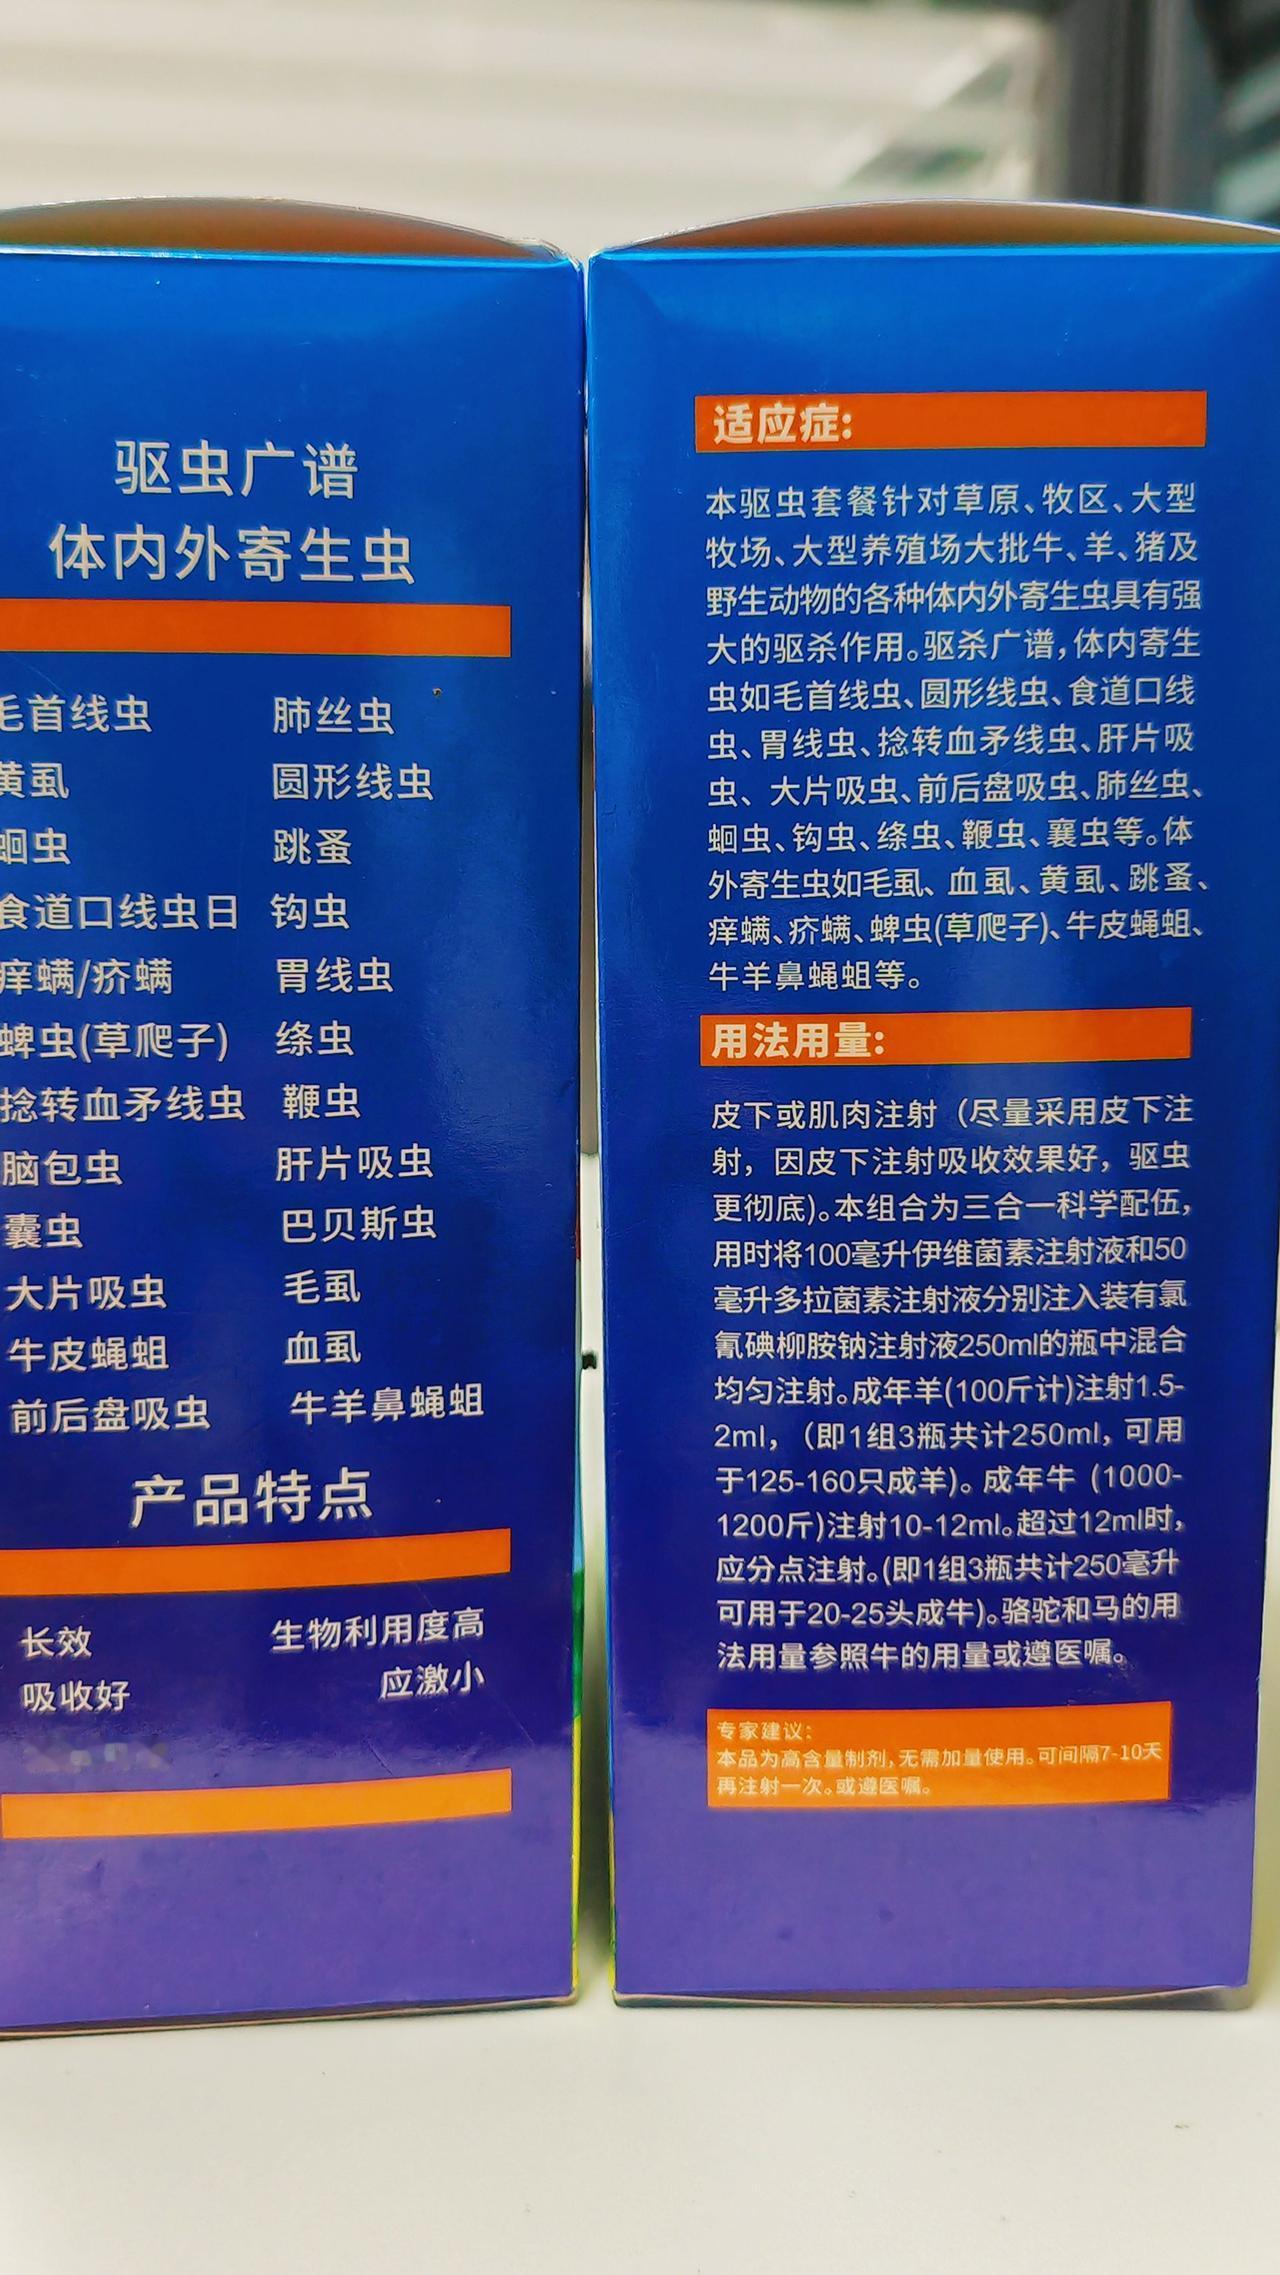 驱虫广谱
体内外寄生虫
毛首线虫 肺丝虫
黄虱 圆形线虫
蛔虫 跳蚤
食道口线虫日 钩虫
痒螨/疥螨 胃线虫
蜱虫(草爬子) 绦虫
捻转血矛线虫 鞭虫
脑包虫 肝片吸虫
囊虫 巴贝斯虫
大片吸虫 毛虱
牛皮蝇蛆 血虱
前后盘吸虫 牛羊鼻蝇蛆
产品特点
长效 生物利用度高
吸收好 应激小
适应症:
本驱虫套餐针对草原、牧区、大型
牧场、大型养殖场大批牛、羊、猪及
野生动物的各种体内外寄生虫具有强
大的驱杀作用。驱杀广谱,体内寄生
虫如毛首线虫、圆形线虫、食道口线
虫、胃线虫、捻转血矛线虫、肝片吸
虫、大片吸虫、前后盘吸虫、肺丝虫、
蛔虫、钩虫、绦虫、鞭虫、襄虫等。体
外寄生虫如毛虱、血虱、黄虱、跳蚤、
痒螨、疥螨、蜱虫(草爬子)、牛皮蝇蛆、
牛羊鼻蝇蛆等。
用法用量:
皮下或肌肉注射（尽量采用皮下注
射，因皮下注射吸收效果好，驱虫
更彻底)。本组合为三合一科学配伍，
用时将100毫升伊维菌素注射液和50
毫升多拉菌素注射液分别注入装有氯
氰碘柳胺钠注射液250ml的瓶中混合
均匀注射。成年羊(100斤计)注射1.5-
2ml，（即1组3瓶共计250ml，可用
于125-160只成羊)。成年牛 (1000-
1200斤)注射10-12ml。超过12ml时，
应分点注射。(即1组3瓶共计250毫升
可用于20-25头成牛)。骆驼和马的用
法用量参照牛的用量或遵医嘱。
专家建议:
本品为高含量制剂，无需加量使用。可间隔7-10天
再注射一次。或遵医嘱。